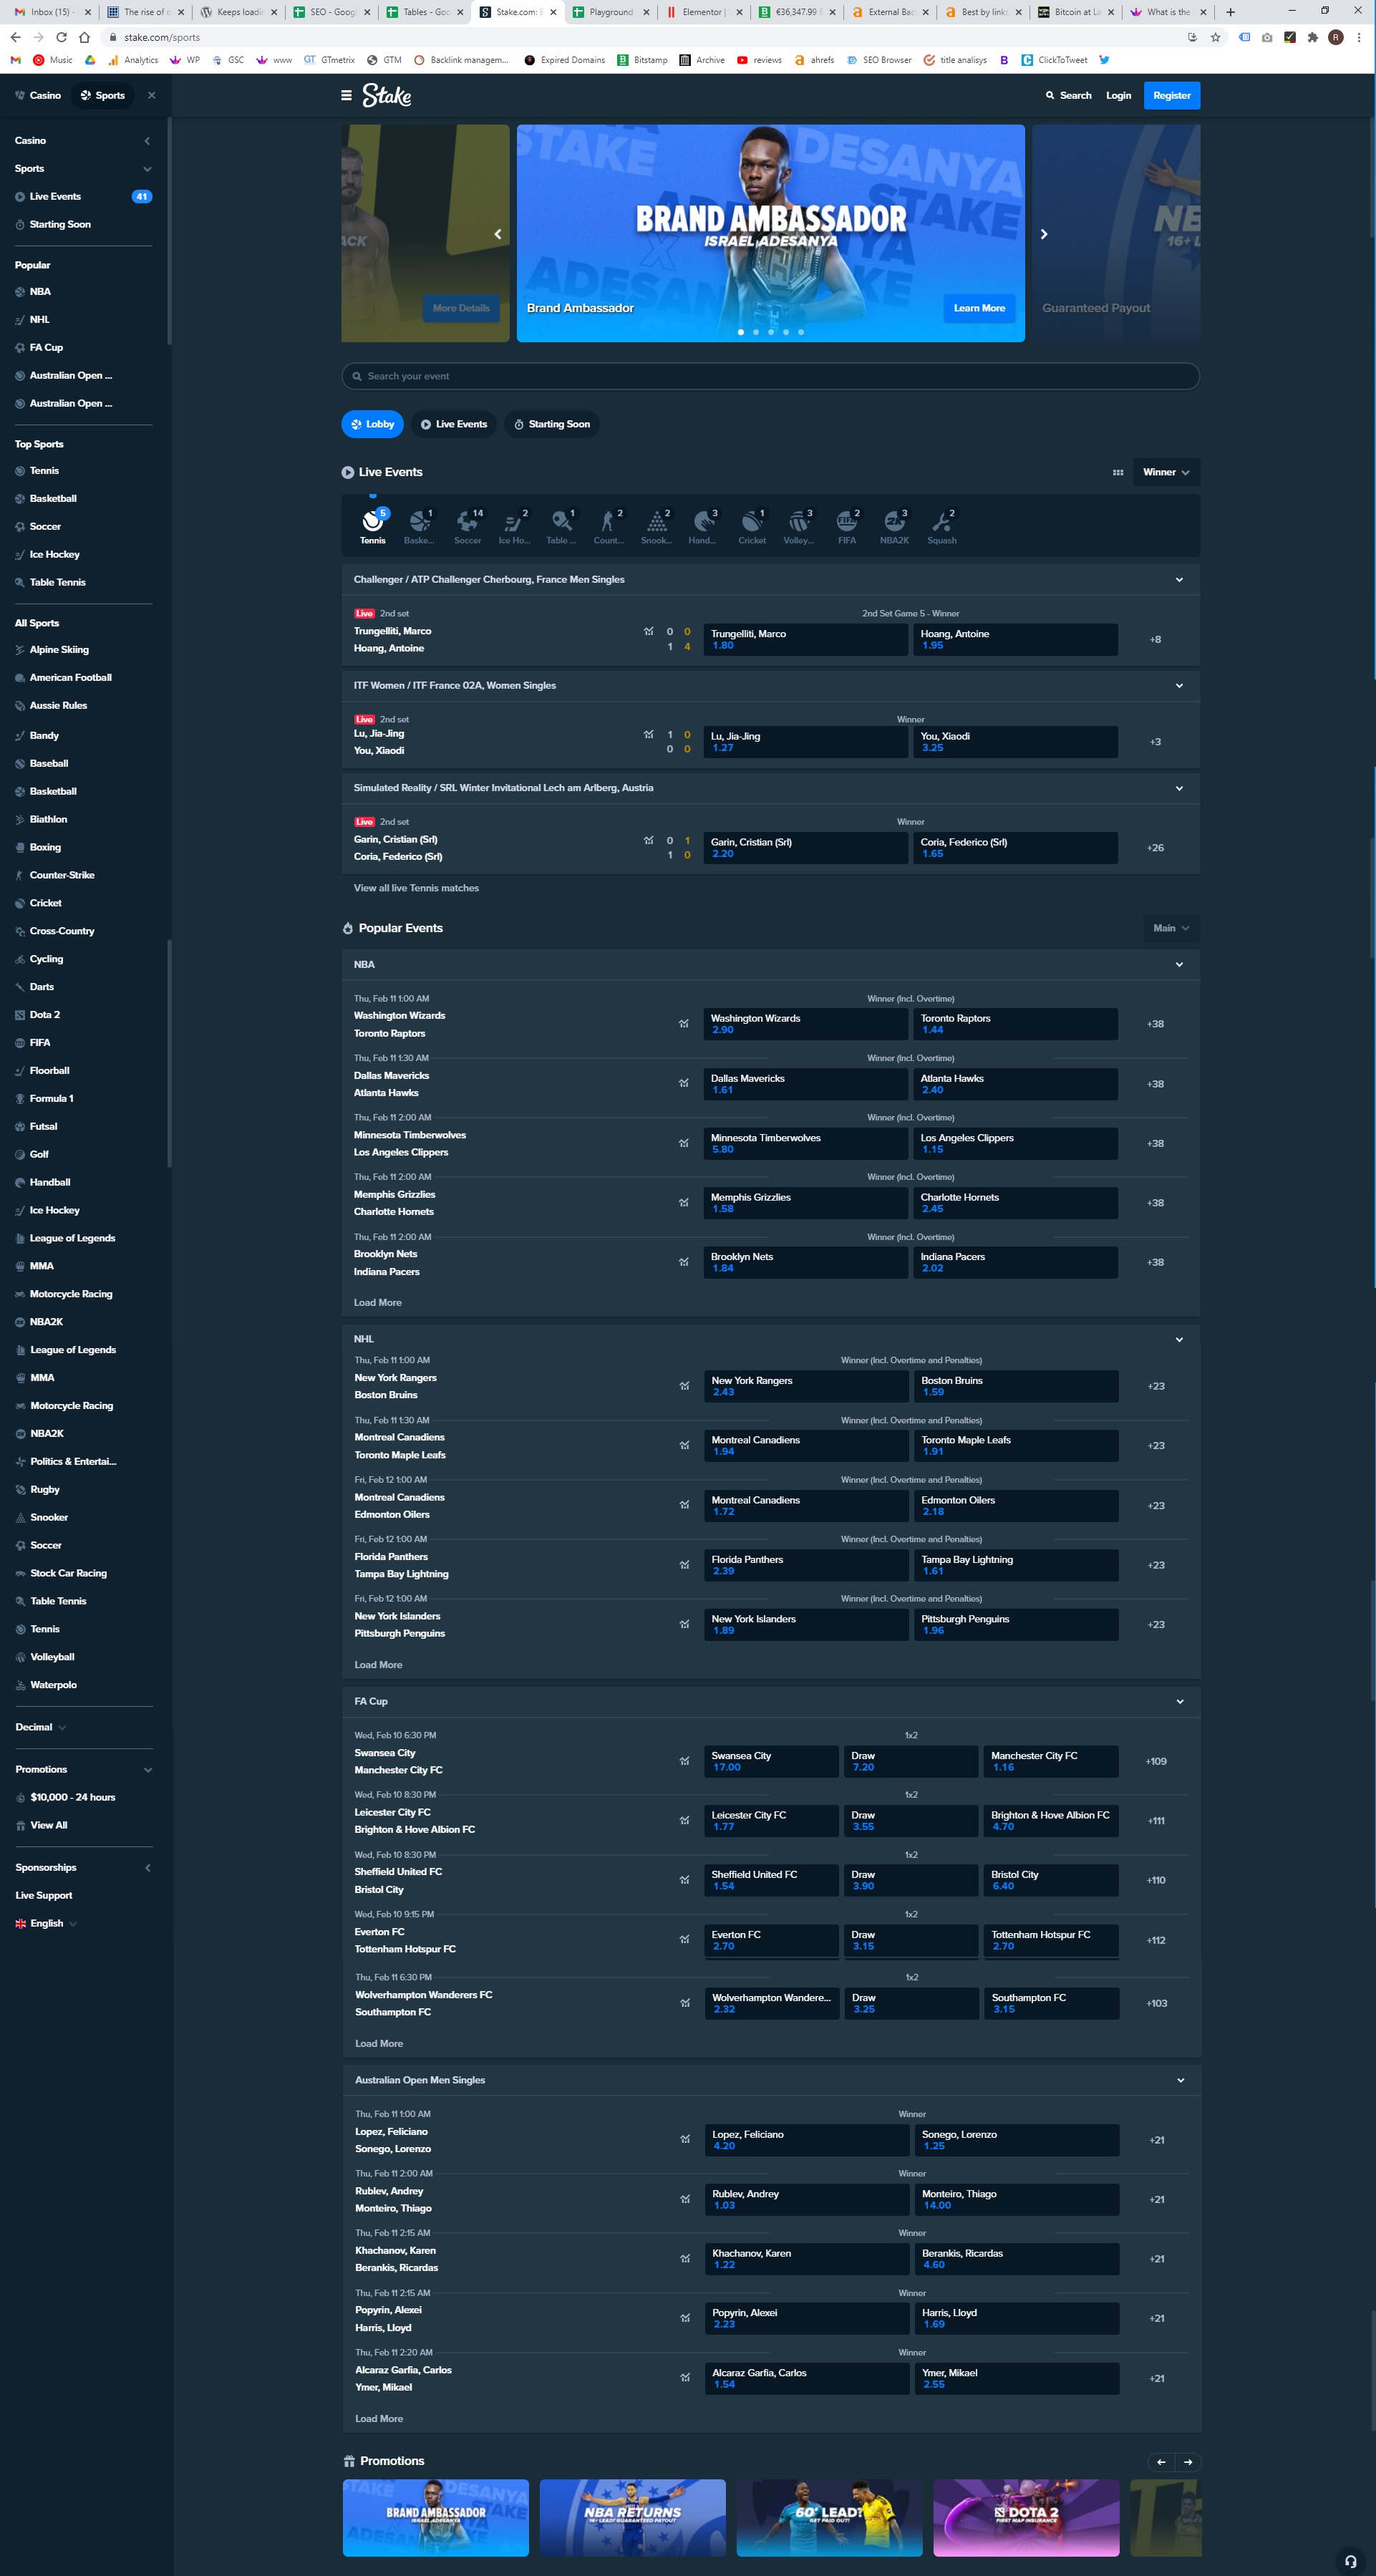 Inbox (15) -
The rise of c
Keeps loadin
SEO - Googl
Tables - Goo
Stake.com: E
Playground
Elementor |
€36,347.99 E
External Bac
Best by links
Bitcoin at La
What is the
stake.com/sports
Music
Analytics
WP
GSC
www
GTmetrix
GTM
Backlink managem...
Expired Domains
Bitstamp
Archive
reviews
ahrefs
SEO Browser
title analisys
ClickToTweet
Casino
Sports
Stake
Search
Login
Register
Casino
Sports
Live Events
41
Starting Soon
Popular
NBA
NHL
FA Cup
Australian Open ...
Australian Open ...
Top Sports
Tennis
Basketball
Soccer
Ice Hockey
Table Tennis
All Sports
Alpine Skiing
American Football
Aussie Rules
Bandy
Baseball
Basketball
Biathlon
Boxing
Counter-Strike
Cricket
Cross-Country
Cycling
Darts
Dota 2
FIFA
Floorball
Formula 1
Futsal
Golf
Handball
Ice Hockey
League of Legends
MMA
Motorcycle Racing
NBA2K
League of Legends
MMA
Motorcycle Racing
NBA2K
Politics & Entertai...
Rugby
Snooker
Soccer
Stock Car Racing
Table Tennis
Tennis
Volleyball
Waterpolo
Decimal
Promotions
$10,000 - 24 hours
View All
Sponsorships
Live Support
English
More Details
BRAND AMBASSADOR
ISRAEL ADESANYA
Brand Ambassador
Learn More
Guaranteed Payout
Search your event
Lobby
Live Events
Starting Soon
Live Events
Winner
5
1
14
2
1
2
2
3
1
3
2
3
2
Tennis
Baske...
Soccer
Ice Ho...
Table ...
Count...
Snook...
Hand...
Cricket
Volley...
FIFA
NBA2K
Squash
Challenger / ATP Challenger Cherbourg, France Men Singles
Live 2nd set
2nd Set Game 5 - Winner
Trungelliti, Marco
Hoang, Antoine
0 0
1 4
Trungelliti, Marco
1.80
Hoang, Antoine
1.95
+8
ITF Women / ITF France 02A, Women Singles
Live 2nd set
Winner
Lu, Jia-Jing
You, Xiaodi
1 0
0 0
Lu, Jia-Jing
1.27
You, Xiaodi
3.25
+3
Simulated Reality / SRL Winter Invitational Lech am Arlberg, Austria
Live 2nd set
Winner
Garin, Cristian (Srl)
Coria, Federico (Srl)
0 1
1 0
Garin, Cristian (Srl)
2.20
Coria, Federico (Srl)
1.65
+26
View all live Tennis matches
Popular Events
Main
NBA
Thu, Feb 11 1:00 AM
Winner (Incl. Overtime)
Washington Wizards
Toronto Raptors
Washington Wizards
2.90
Toronto Raptors
1.44
+38
Thu, Feb 11 1:30 AM
Winner (Incl. Overtime)
Dallas Mavericks
Atlanta Hawks
Dallas Mavericks
1.61
Atlanta Hawks
2.40
+38
Thu, Feb 11 2:00 AM
Winner (Incl. Overtime)
Minnesota Timberwolves
Los Angeles Clippers
Minnesota Timberwolves
5.80
Los Angeles Clippers
1.15
+38
Thu, Feb 11 2:00 AM
Winner (Incl. Overtime)
Memphis Grizzlies
Charlotte Hornets
Memphis Grizzlies
1.58
Charlotte Hornets
2.45
+38
Thu, Feb 11 2:00 AM
Winner (Incl. Overtime)
Brooklyn Nets
Indiana Pacers
Brooklyn Nets
1.84
Indiana Pacers
2.02
+38
Load More
NHL
Thu, Feb 11 1:00 AM
Winner (Incl. Overtime and Penalties)
New York Rangers
Boston Bruins
New York Rangers
2.43
Boston Bruins
1.59
+23
Thu, Feb 11 1:30 AM
Winner (Incl. Overtime and Penalties)
Montreal Canadiens
Toronto Maple Leafs
Montreal Canadiens
1.94
Toronto Maple Leafs
1.91
+23
Fri, Feb 12 1:00 AM
Winner (Incl. Overtime and Penalties)
Montreal Canadiens
Edmonton Oilers
Montreal Canadiens
1.72
Edmonton Oilers
2.18
+23
Fri, Feb 12 1:00 AM
Winner (Incl. Overtime and Penalties)
Florida Panthers
Tampa Bay Lightning
Florida Panthers
2.39
Tampa Bay Lightning
1.61
+23
Fri, Feb 12 1:00 AM
Winner (Incl. Overtime and Penalties)
New York Islanders
Pittsburgh Penguins
New York Islanders
1.89
Pittsburgh Penguins
1.96
+23
Load More
FA Cup
Wed, Feb 10 6:30 PM
1x2
Swansea City
Manchester City FC
Swansea City
17.00
Draw
7.20
Manchester City FC
1.16
+109
Wed, Feb 10 8:30 PM
1x2
Leicester City FC
Brighton & Hove Albion FC
Leicester City FC
1.77
Draw
3.55
Brighton & Hove Albion FC
4.70
+111
Wed, Feb 10 8:30 PM
1x2
Sheffield United FC
Bristol City
Sheffield United FC
1.54
Draw
3.90
Bristol City
6.40
+110
Wed, Feb 10 9:15 PM
1x2
Everton FC
Tottenham Hotspur FC
Everton FC
2.70
Draw
3.15
Tottenham Hotspur FC
2.70
+112
Thu, Feb 11 6:30 PM
1x2
Wolverhampton Wanderers FC
Southampton FC
Wolverhampton Wandere...
2.32
Draw
3.25
Southampton FC
3.15
+103
Load More
Australian Open Men Singles
Thu, Feb 11 1:00 AM
Winner
Lopez, Feliciano
Sonego, Lorenzo
Lopez, Feliciano
4.20
Sonego, Lorenzo
1.25
+21
Thu, Feb 11 2:00 AM
Winner
Rublev, Andrey
Monteiro, Thiago
Rublev, Andrey
1.03
Monteiro, Thiago
14.00
+21
Thu, Feb 11 2:15 AM
Winner
Khachanov, Karen
Berankis, Ricardas
Khachanov, Karen
1.22
Berankis, Ricardas
4.60
+21
Thu, Feb 11 2:15 AM
Winner
Popyrin, Alexei
Harris, Lloyd
Popyrin, Alexei
2.23
Harris, Lloyd
1.69
+21
Thu, Feb 11 2:20 AM
Winner
Alcaraz Garfia, Carlos
Ymer, Mikael
Alcaraz Garfia, Carlos
1.54
Ymer, Mikael
2.55
+21
Load More
Promotions
BRAND AMBASSADOR
ISRAEL ADESANYA
NBA RETURNS
16+ LEAD? GUARANTEED PAYOUT
60' LEAD?
GET PAID OUT!
DOTA 2
FIRST MAP INSURANCE